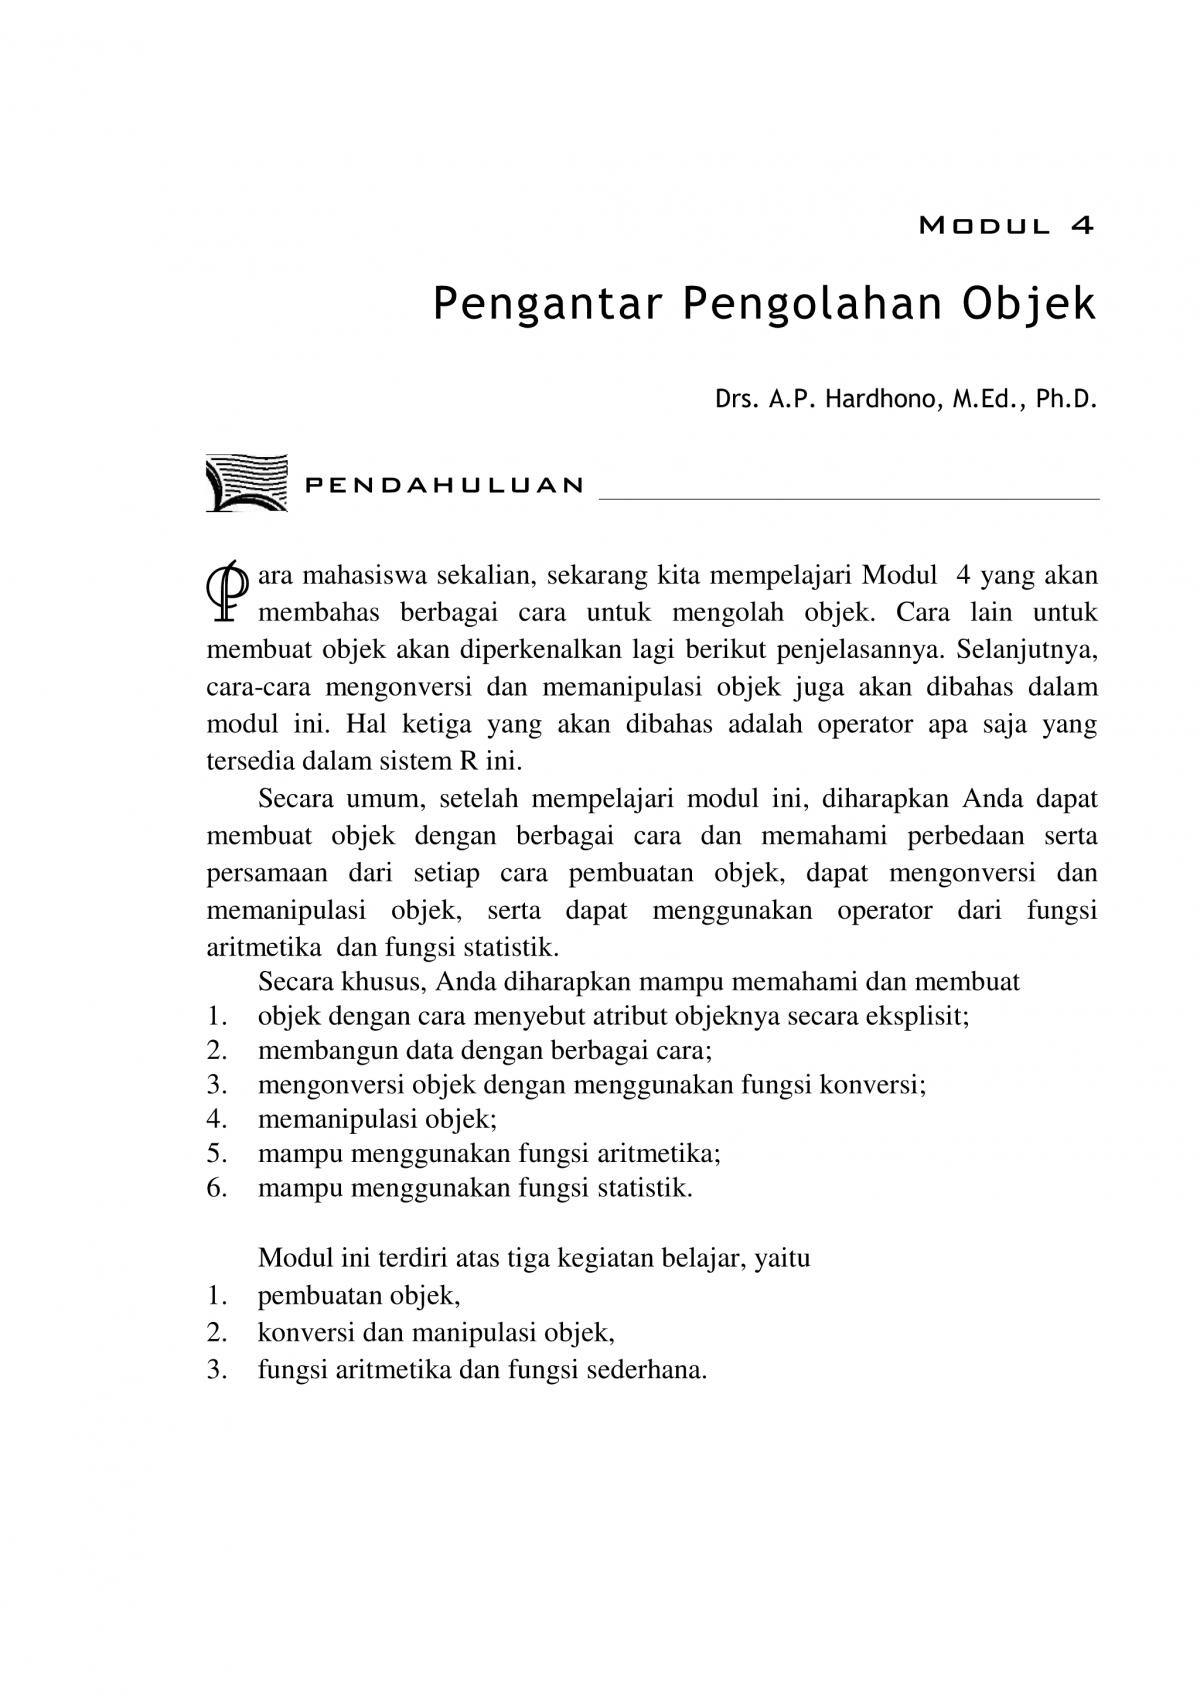 Modul 4
Pengantar Pengolahan Objek
Drs. A.P. Hardhono, M.Ed., Ph.D.
PENDAHULUAN
Para mahasiswa sekalian, sekarang kita mempelajari Modul 4 yang akan
membahas berbagai cara untuk mengolah objek. Cara lain untuk
membuat objek akan diperkenalkan lagi berikut penjelasannya. Selanjutnya,
cara-cara mengonversi dan memanipulasi objek juga akan dibahas dalam
modul ini. Hal ketiga yang akan dibahas adalah operator apa saja yang
tersedia dalam sistem R ini.
Secara umum, setelah mempelajari modul ini, diharapkan Anda dapat
membuat objek dengan berbagai cara dan memahami perbedaan serta
persamaan dari setiap cara pembuatan objek, dapat mengonversi dan
memanipulasi objek, serta dapat menggunakan operator dari fungsi
aritmetika dan fungsi statistik.
Secara khusus, Anda diharapkan mampu memahami dan membuat
1. objek dengan cara menyebut atribut objeknya secara eksplisit;
2. membangun data dengan berbagai cara;
3. mengonversi objek dengan menggunakan fungsi konversi;
4. memanipulasi objek;
5. mampu menggunakan fungsi aritmetika;
6. mampu menggunakan fungsi statistik.
Modul ini terdiri atas tiga kegiatan belajar, yaitu
1. pembuatan objek,
2. konversi dan manipulasi objek,
3. fungsi aritmetika dan fungsi sederhana.